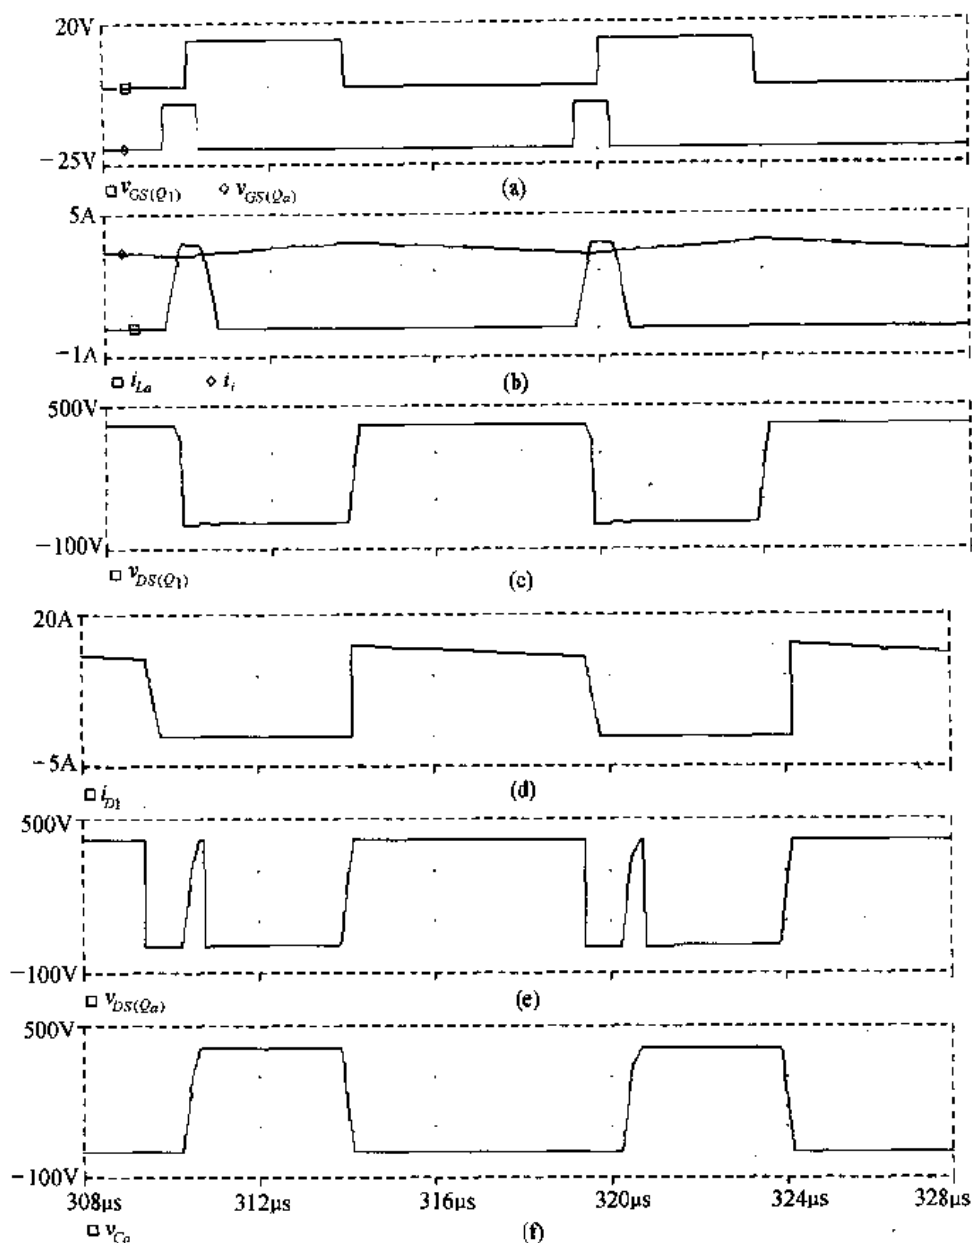 20V
−25V
□ v_GS(Q1) ◇ v_GS(Qa) (a)
5A
−1A
□ i_La ◇ i_i (b)
500V
−100V
□ v_DS(Q1) (c)
20A
−5A
□ i_D1 (d)
500V
−100V
□ v_DS(Qa) (e)
500V
−100V
308μs 312μs 316μs 320μs 324μs 328μs
□ v_Ca (f)